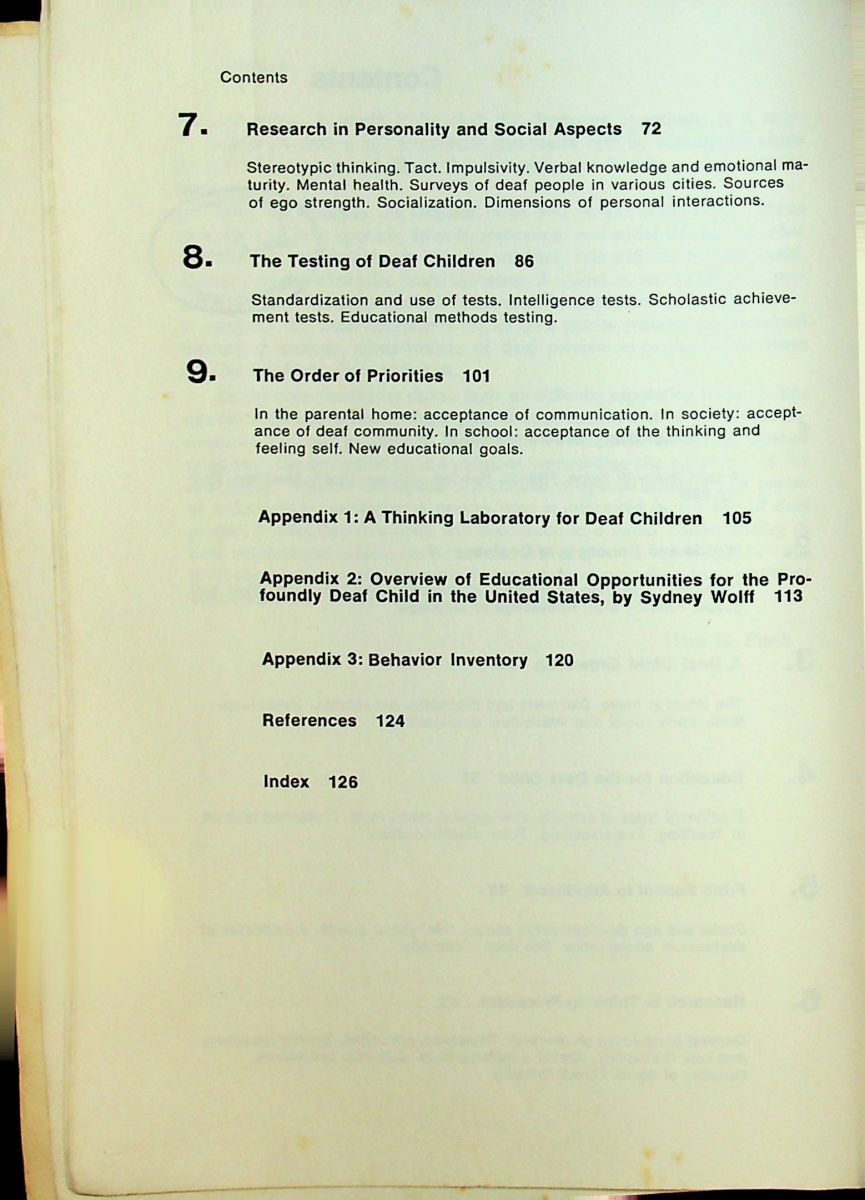 Contents
7. Research in Personality and Social Aspects 72
Stereotypic thinking. Tact. Impulsivity. Verbal knowledge and emotional ma-
turity. Mental health. Surveys of deaf people in various cities. Sources
of ego strength. Socialization. Dimensions of personal interactions.
8. The Testing of Deaf Children 86
Standardization and use of tests. Intelligence tests. Scholastic achieve-
ment tests. Educational methods testing.
9. The Order of Priorities 101
In the parental home: acceptance of communication. In society: accept-
ance of deaf community. In school: acceptance of the thinking and
feeling self. New educational goals.
Appendix 1: A Thinking Laboratory for Deaf Children 105
Appendix 2: Overview of Educational Opportunities for the Pro-
foundly Deaf Child in the United States, by Sydney Wolff 113
Appendix 3: Behavior Inventory 120
References 124
Index 126